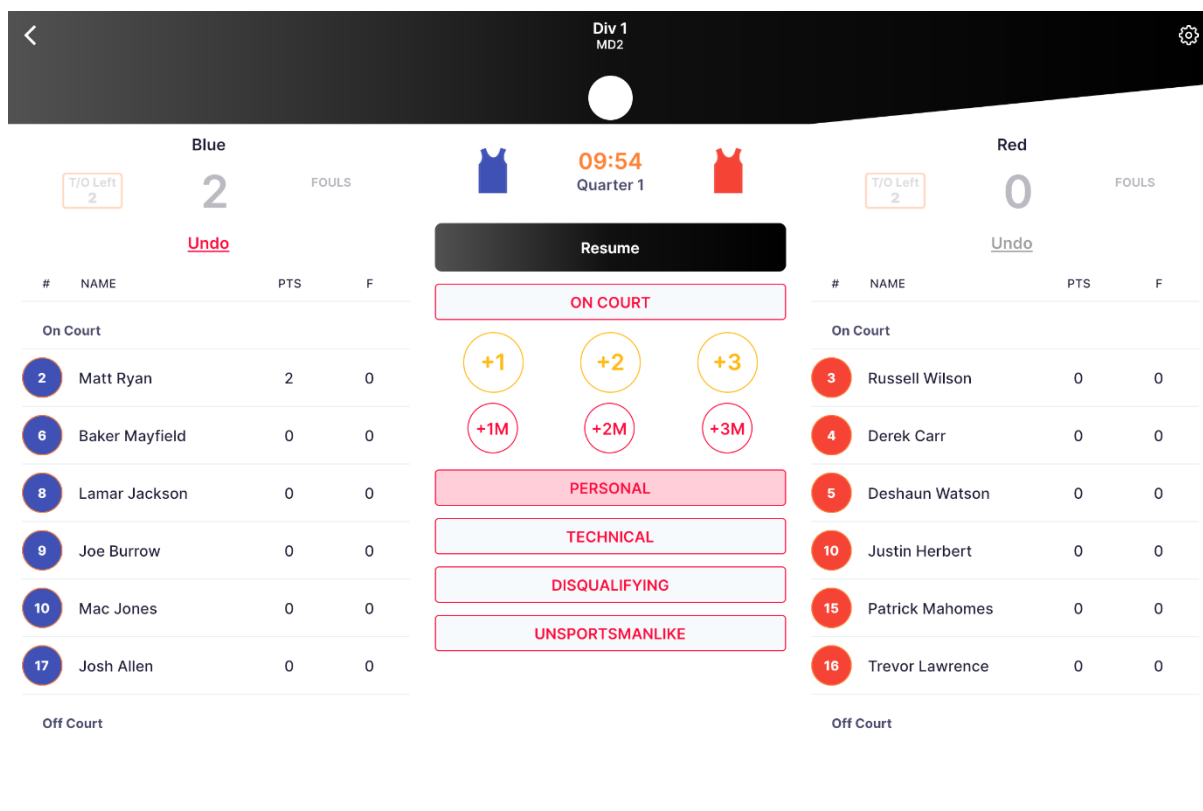 Div 1
MD2
Blue
T/O Left
2
2
FOULS
Undo
# NAME PTS F
On Court
2 Matt Ryan 2 0
6 Baker Mayfield 0 0
8 Lamar Jackson 0 0
9 Joe Burrow 0 0
10 Mac Jones 0 0
17 Josh Allen 0 0
Off Court
09:54
Quarter 1
Resume
ON COURT
+1 +2 +3
+1M +2M +3M
PERSONAL
TECHNICAL
DISQUALIFYING
UNSPORTSMANLIKE
Red
T/O Left
2
0
FOULS
Undo
# NAME PTS F
On Court
3 Russell Wilson 0 0
4 Derek Carr 0 0
5 Deshaun Watson 0 0
10 Justin Herbert 0 0
15 Patrick Mahomes 0 0
16 Trevor Lawrence 0 0
Off Court